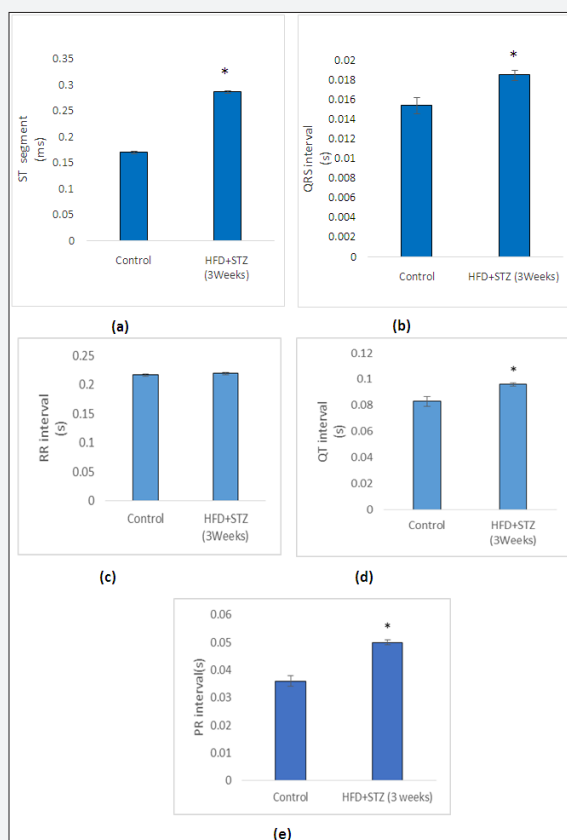 0.35
0.3
0.25
0.2
0.15
0.1
0.05
0
ST segment
(ms)
*
Control
HFD+STZ
(3Weeks)
(a)
0.02
0.018
0.016
0.014
0.012
0.01
0.008
0.006
0.004
0.002
0
QRS interval
(s)
*
Control
HFD+STZ (3Weeks)
(b)
0.25
0.2
0.15
0.1
0.05
0
RR interval
(s)
Control
HFD+STZ
(3Weeks)
(c)
0.12
0.1
0.08
0.06
0.04
0.02
0
QT interval
(s)
*
Control
HFD+STZ
(3Weeks)
(d)
0.06
0.05
0.04
0.03
0.02
0.01
0
PR interval(s)
*
Control
HFD+STZ (3 weeks)
(e)